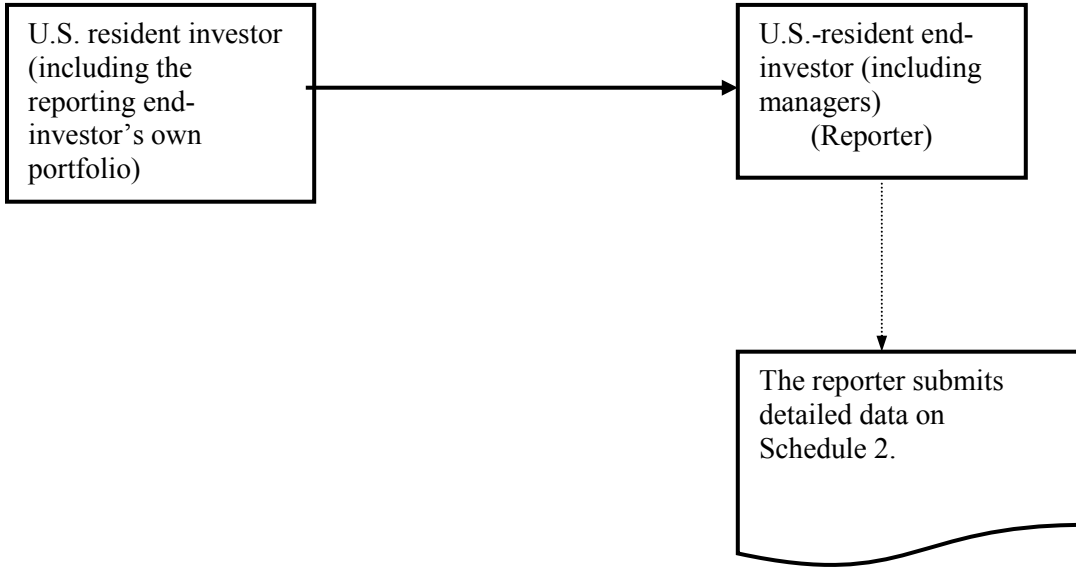 U.S. resident investor
(including the
reporting end-
investor’s own
portfolio)
U.S.-resident end-
investor (including
managers)
(Reporter)
The reporter submits
detailed data on
Schedule 2.